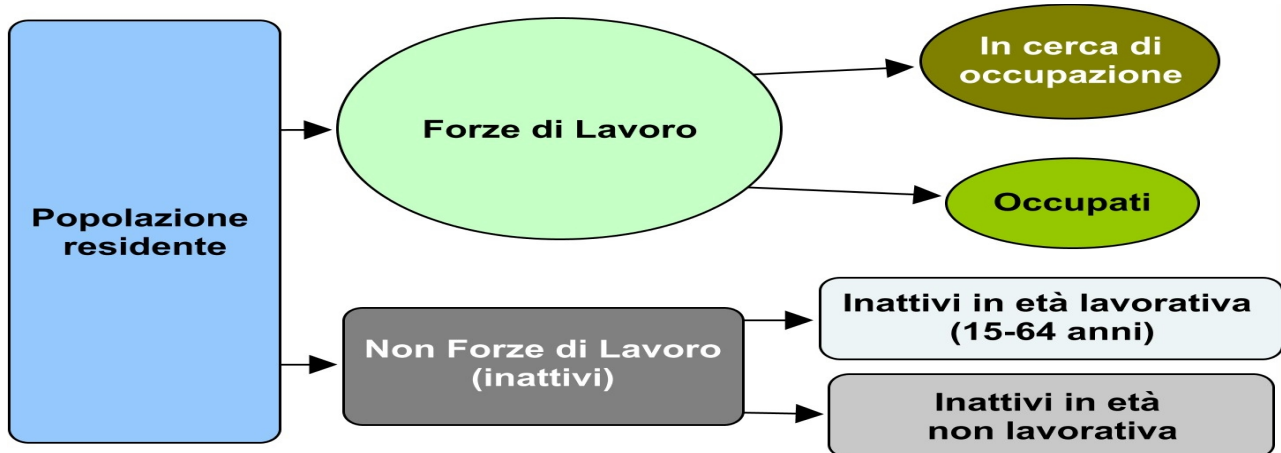 Popolazione
residente
Forze di Lavoro
In cerca di
occupazione
Occupati
Non Forze di Lavoro
(inattivi)
Inattivi in età lavorativa
(15-64 anni)
Inattivi in età
non lavorativa